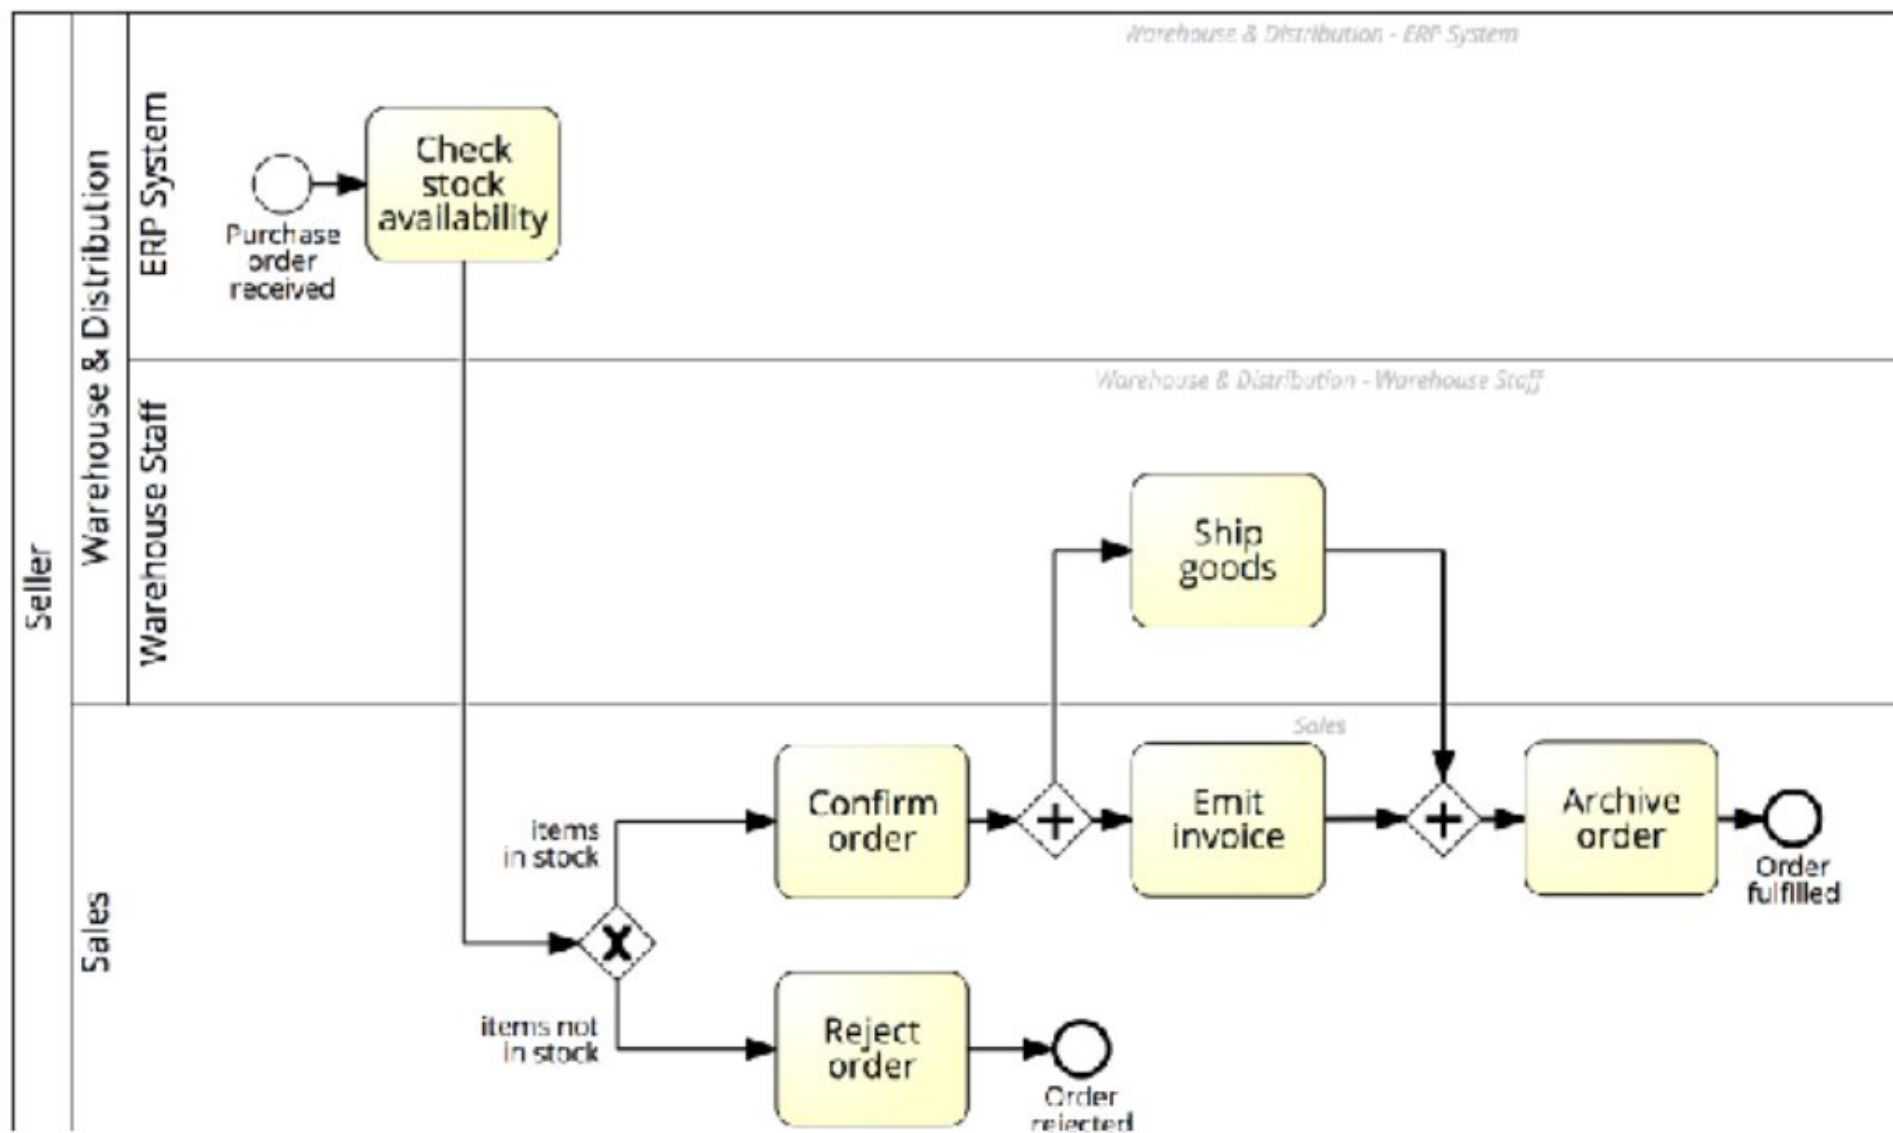 Seller
Warehouse & Distribution
ERP System
Warehouse & Distribution - ERP System
Purchase
order
received
Check
stock
availability
Warehouse Staff
Warehouse & Distribution - Warehouse Staff
Ship
goods
Sales
Sales
items
in stock
Confirm
order
Emit
invoice
Archive
order
Order
fulfilled
items not
in stock
Reject
order
Order
rejected